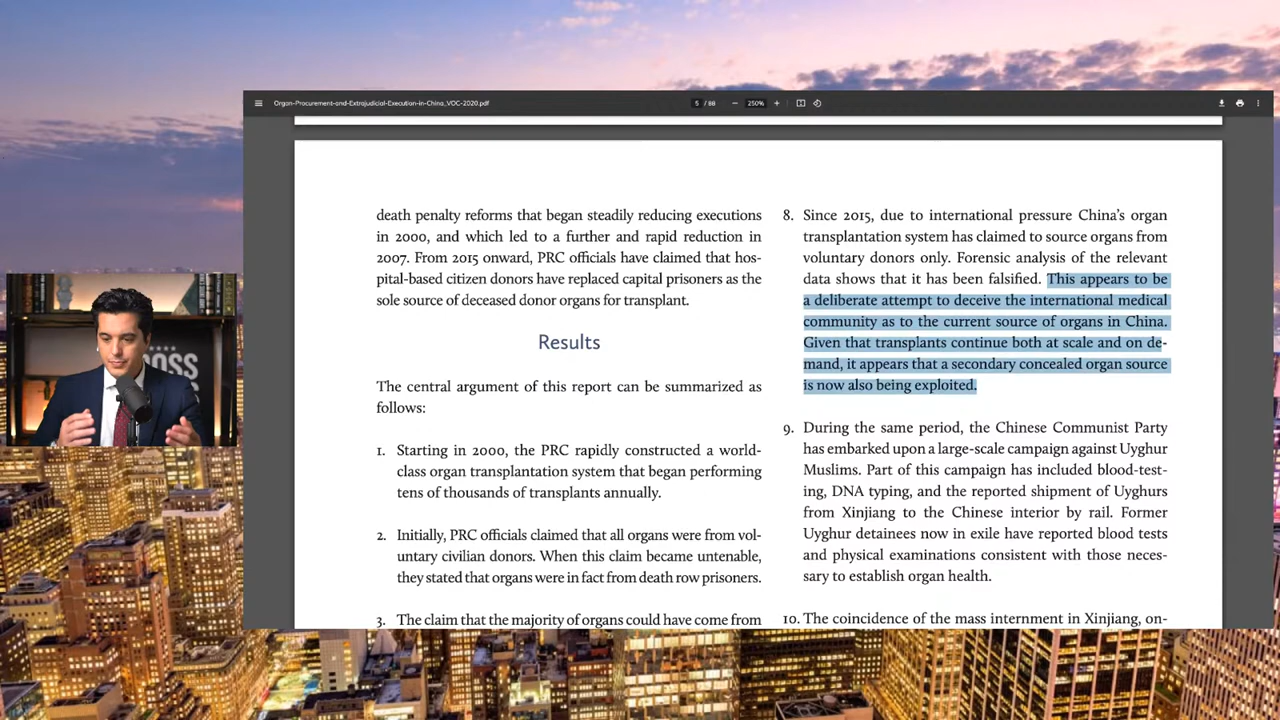 Organ-Procurement-and-Extrajudicial-Execution-in-China_VOC-2020.pdf
5 / 88
250%
death penalty reforms that began steadily reducing executions
in 2000, and which led to a further and rapid reduction in
2007. From 2015 onward, PRC officials have claimed that hos-
pital-based citizen donors have replaced capital prisoners as the
sole source of deceased donor organs for transplant.
Results
The central argument of this report can be summarized as
follows:
1. Starting in 2000, the PRC rapidly constructed a world-
class organ transplantation system that began performing
tens of thousands of transplants annually.
2. Initially, PRC officials claimed that all organs were from vol-
untary civilian donors. When this claim became untenable,
they stated that organs were in fact from death row prisoners.
3. The claim that the majority of organs could have come from
8. Since 2015, due to international pressure China's organ
transplantation system has claimed to source organs from
voluntary donors only. Forensic analysis of the relevant
data shows that it has been falsified. This appears to be
a deliberate attempt to deceive the international medical
community as to the current source of organs in China.
Given that transplants continue both at scale and on de-
mand, it appears that a secondary concealed organ source
is now also being exploited.
9. During the same period, the Chinese Communist Party
has embarked upon a large-scale campaign against Uyghur
Muslims. Part of this campaign has included blood-test-
ing, DNA typing, and the reported shipment of Uyghurs
from Xinjiang to the Chinese interior by rail. Former
Uyghur detainees now in exile have reported blood tests
and physical examinations consistent with those neces-
sary to establish organ health.
10. The coincidence of the mass internment in Xinjiang, on-